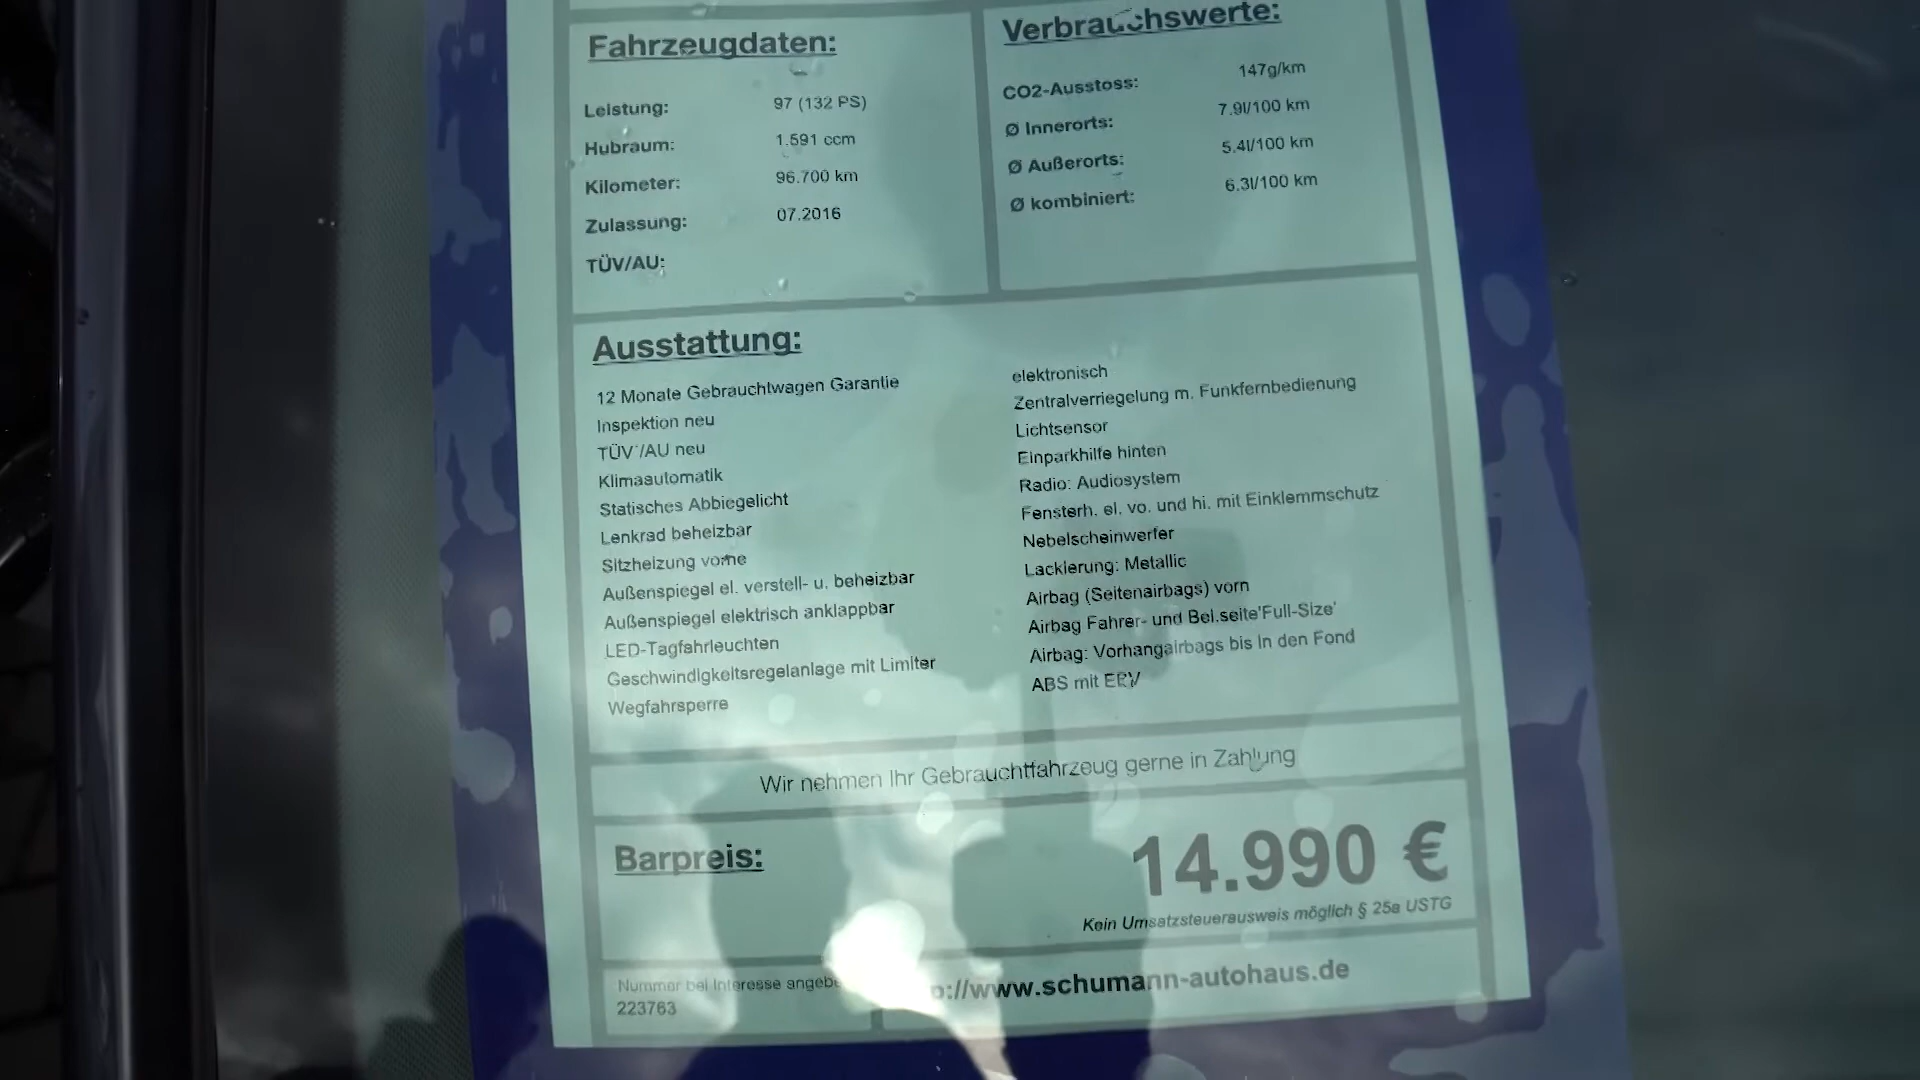 Fahrzeugdaten:
Leistung: 97 (132 PS)
Hubraum: 1.591 ccm
Kilometer: 96.700 km
Zulassung: 07.2016
TÜV/AU:
Verbrauchswerte:
CO2-Ausstoss: 147g/km
Ø Innerorts: 7.9l/100 km
Ø Außerorts: 5.4l/100 km
Ø kombiniert: 6.3l/100 km
Ausstattung:
12 Monate Gebrauchtwagen Garantie
Inspektion neu
TÜV /AU neu
Klimaautomatik
Statisches Abbiegelicht
Lenkrad beheizbar
Sitzheizung vorne
Außenspiegel el. verstell- u. beheizbar
Außenspiegel elektrisch anklappbar
LED-Tagfahrleuchten
Geschwindigkeitsregelanlage mit Limiter
Wegfahrsperre
elektronisch
Zentralverriegelung m. Funkfernbedienung
Lichtsensor
Einparkhilfe hinten
Radio: Audiosystem
Fensterh. el. vo. und hi. mit Einklemmschutz
Nebelscheinwerfer
Lackierung: Metallic
Airbag (Seitenairbags) vorn
Airbag Fahrer- und Bei.seite'Full-Size'
Airbag: Vorhangairbags bis in den Fond
ABS mit EBV
Wir nehmen Ihr Gebrauchtfahrzeug gerne in Zahlung
Barpreis: 14.990 €
Kein Umsatzsteuerausweis möglich § 25a USTG
Nummer bei Interesse
223763
p://www.schumann-autohaus.de